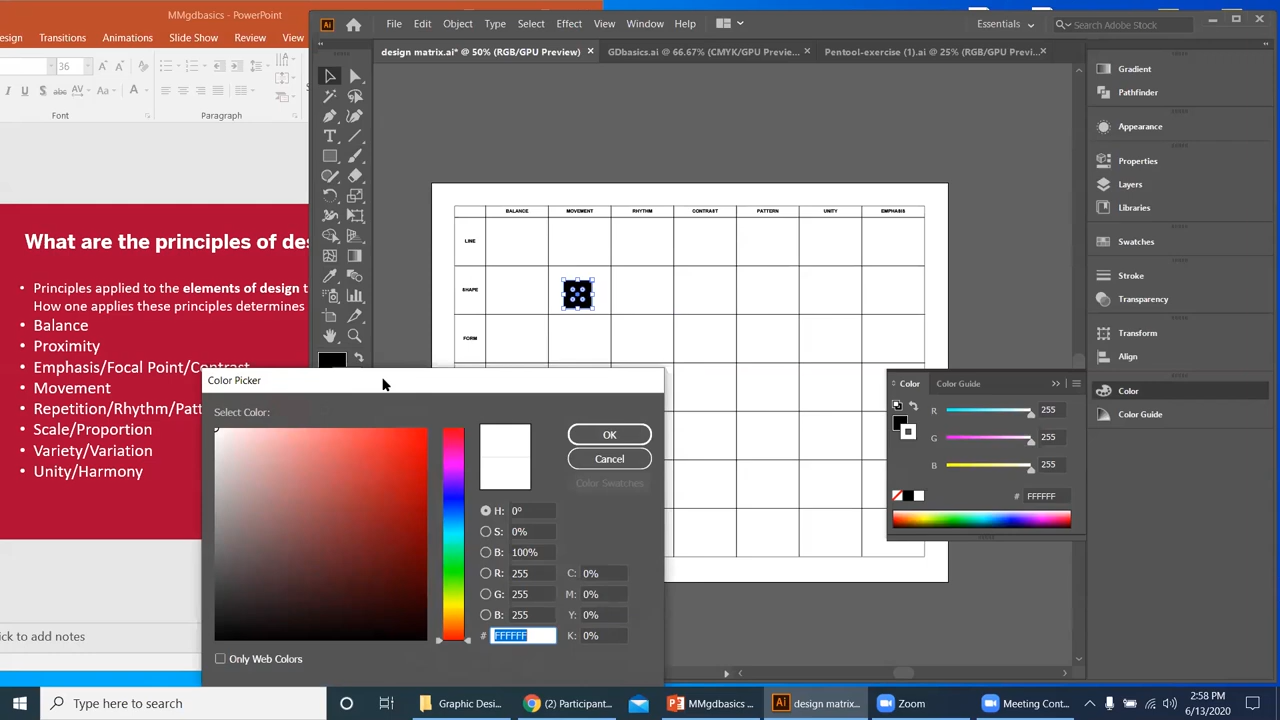 MMgdbasics - PowerPoint
esign Transitions Animations Slide Show Review View
36
I U S abc AV Aa A
Font
Paragraph
What are the principles of des
• Principles applied to the elements of design t
How one applies these principles determines
• Balance
• Proximity
• Emphasis/Focal Point/Contrast
• Movement
• Repetition/Rhythm/Patt
• Scale/Proportion
• Variety/Variation
• Unity/Harmony
k to add notes
Ai File Edit Object Type Select Effect View Window Help Essentials Search Adobe Stock
design matrix.ai* @ 50% (RGB/GPU Preview) GDbasics.ai @ 66.67% (CMYK/GPU Previe... Pentool-exercise (1).ai @ 25% (RGB/GPU Previ...
BALANCE MOVEMENT RHYTHM CONTRAST PATTERN UNITY EMPHASIS
LINE
SHAPE
FORM
Gradient
Pathfinder
Appearance
Properties
Layers
Libraries
Swatches
Stroke
Transparency
Transform
Align
Color
Color Guide
Color Color Guide
R 255
G 255
B 255
# FFFFFF
Color Picker
Select Color:
OK
Cancel
Color Swatches
H: 0°
S: 0%
B: 100%
R: 255 C: 0%
G: 255 M: 0%
B: 255 Y: 0%
# FFFFFF K: 0%
Only Web Colors
Type here to search
Graphic Desi...
(2) Participant...
MMgdbasics ...
design matrix...
Zoom
Meeting Cont...
2:58 PM
6/13/2020